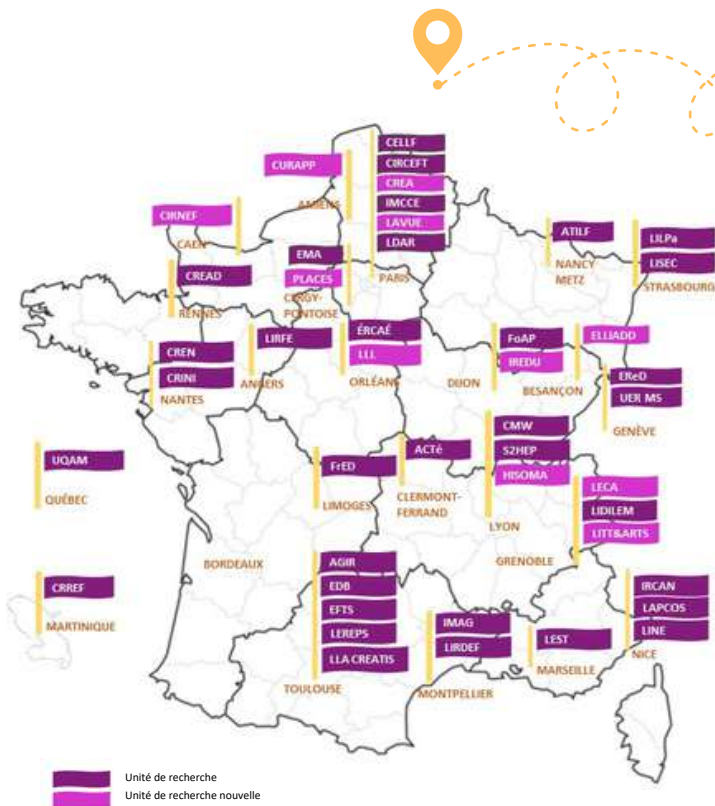 CELLF
CIRCEFT
CREA
IMCCE
LAVUE
LDAR
PARIS
CURAPP
AMIENS
CIRNEF
CAEN
EMA
PLACES
CERGY-
PONTOISE
ATILF
NANCY
METZ
LILPa
LISEC
STRASBOURG
CREAD
RENNES
CREN
CRINI
NANTES
LIRFE
ANGERS
ÉRCAÉ
LLL
ORLÉANS
FoAP
IREDU
DIJON
ELLIADD
BESANÇON
EReD
UER MS
GENÈVE
UQAM
QUÉBEC
FrED
LIMOGES
ACTé
CLERMONT-
FERRAND
CMW
S2HEP
HISOMA
LYON
LECA
LIDILEM
LITT&ARTS
GRENOBLE
BORDEAUX
CRREF
MARTINIQUE
AGIR
EDB
EFTS
LEREPS
LLA CREATIS
TOULOUSE
IMAG
LIRDEF
MONTPELLIER
LEST
MARSEILLE
IRCAN
LAPCOS
LINE
NICE
Unité de recherche
Unité de recherche nouvelle